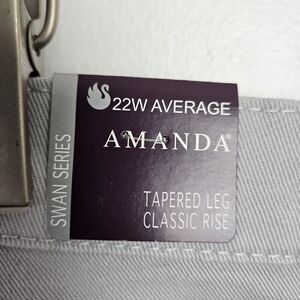 22W AVERAGE
AMANDA®
TAPERED LEG
CLASSIC RISE
SWAN SERIES